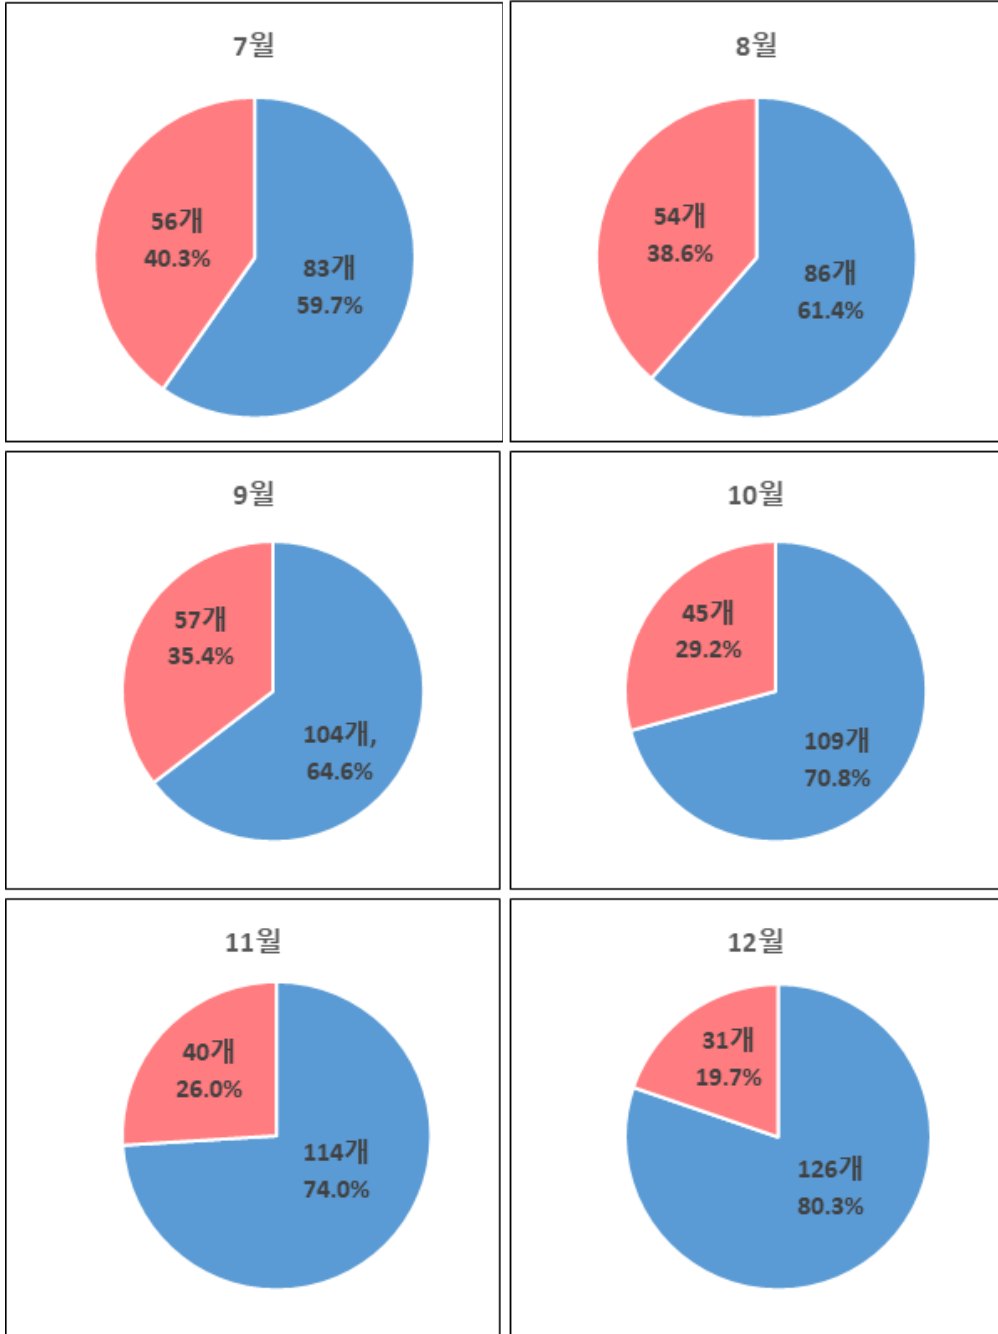 7월
56개
40.3%
83개
59.7%
8월
54개
38.6%
86개
61.4%
9월
57개
35.4%
104개,
64.6%
10월
45개
29.2%
109개
70.8%
11월
40개
26.0%
114개
74.0%
12월
31개
19.7%
126개
80.3%